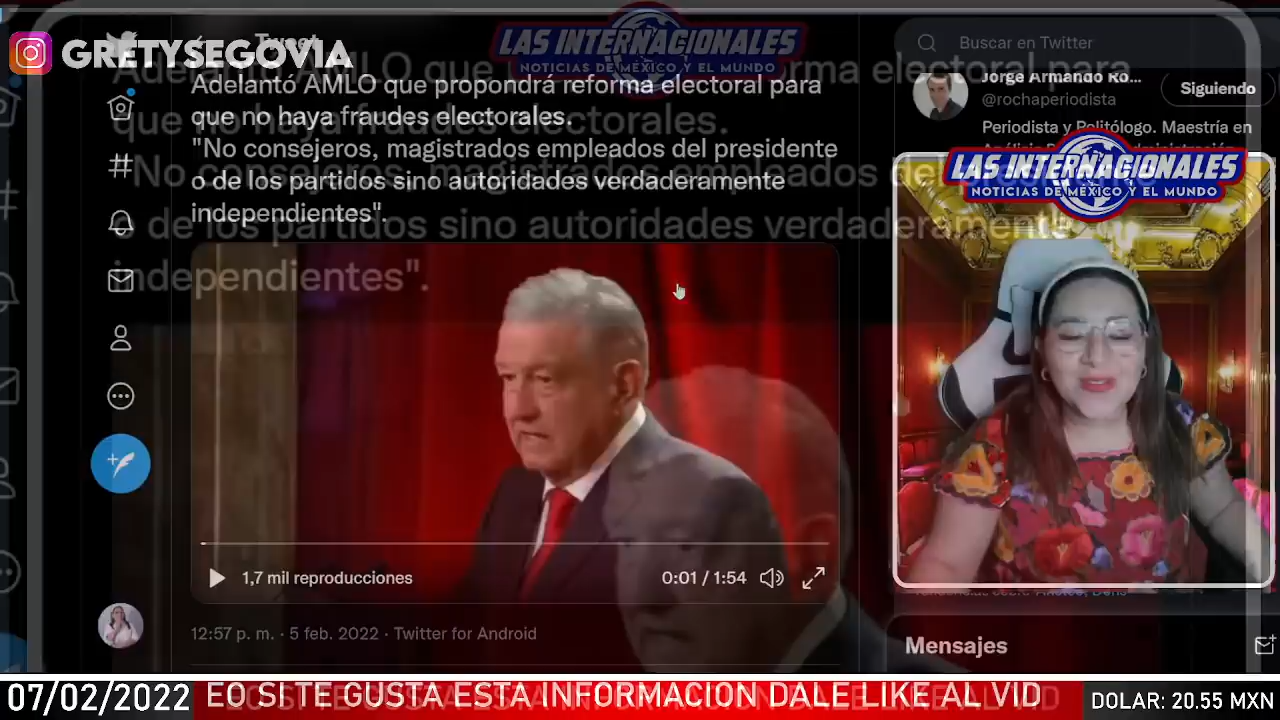 GRETYSEGOVIA
Tweet
LAS INTERNACIONALES
NOTICIAS DE MÉXICO Y EL MUNDO
Buscar en Twitter
Jorge Armando Ro...
@rochaperiodista
Siguiendo
Periodista y Politólogo. Maestría en
Adelantó AMLO que propondrá reforma electoral para
que no haya fraudes electorales.
"No consejeros, magistrados empleados del presidente
o de los partidos sino autoridades verdaderamente
independientes".
LAS INTERNACIONALES
NOTICIAS DE MÉXICO Y EL MUNDO
1,7 mil reproducciones
0:01 / 1:54
12:57 p. m. · 5 feb. 2022 · Twitter for Android
Mensajes
07/02/2022
EO SI TE GUSTA ESTA INFORMACION DALE LIKE AL VID
DOLAR: 20.55 MXN